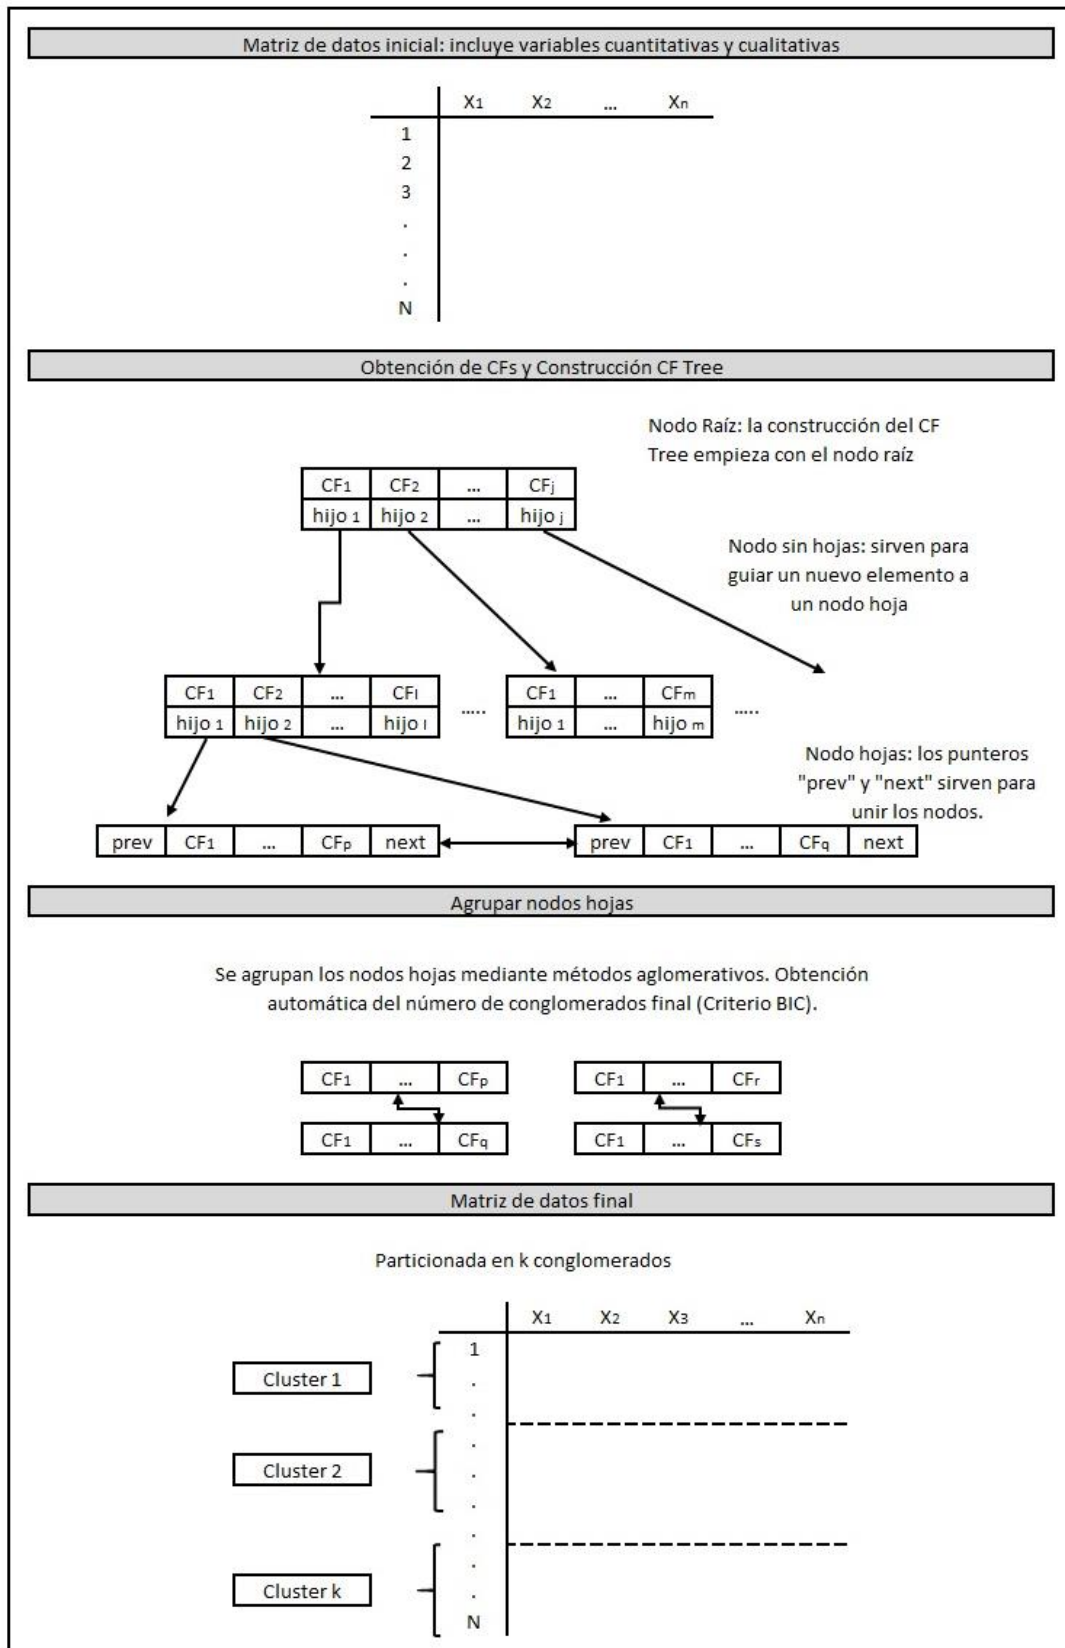 Matriz de datos inicial: incluye variables cuantitativas y cualitativas
X1 X2 ... Xn
1
2
3
.
.
.
N
Obtención de CFs y Construcción CF Tree
Nodo Raíz: la construcción del CF
Tree empieza con el nodo raíz
CF1 CF2 ... CFj
hijo 1 hijo 2 ... hijo j
Nodo sin hojas: sirven para
guiar un nuevo elemento a
un nodo hoja
CF1 CF2 ... CFl ..... CF1 ... CFm .....
hijo 1 hijo 2 ... hijo l hijo 1 ... hijo m
Nodo hojas: los punteros
"prev" y "next" sirven para
unir los nodos.
prev CF1 ... CFp next prev CF1 ... CFq next
Agrupar nodos hojas
Se agrupan los nodos hojas mediante métodos aglomerativos. Obtención
automática del número de conglomerados final (Criterio BIC).
CF1 ... CFp CF1 ... CFr
CF1 ... CFq CF1 ... CFs
Matriz de datos final
Particionada en k conglomerados
X1 X2 X3 ... Xn
1
Cluster 1
.
.
.
Cluster 2
.
.
.
.
Cluster k
.
N